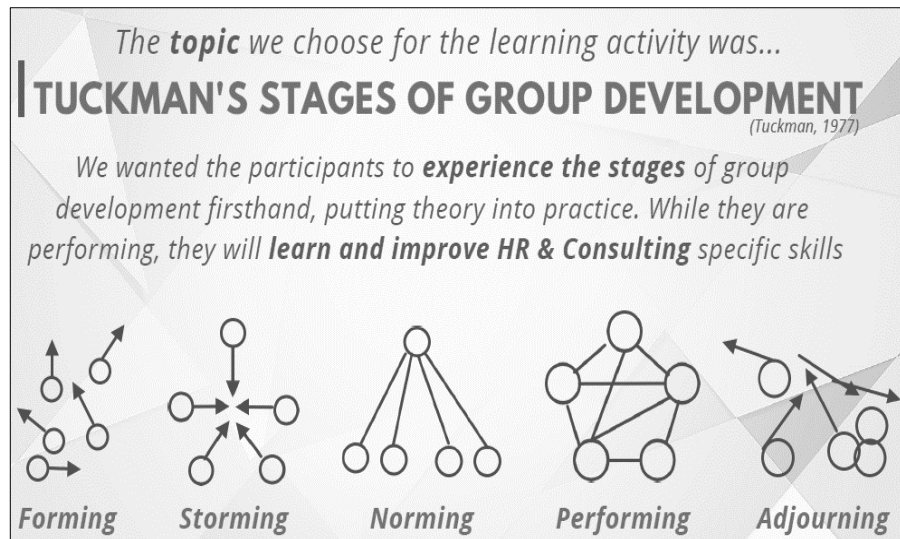 The topic we choose for the learning activity was...
TUCKMAN'S STAGES OF GROUP DEVELOPMENT
(Tuckman, 1977)
We wanted the participants to experience the stages of group
development firsthand, putting theory into practice. While they are
performing, they will learn and improve HR & Consulting specific skills
Forming Storming Norming Performing Adjourning